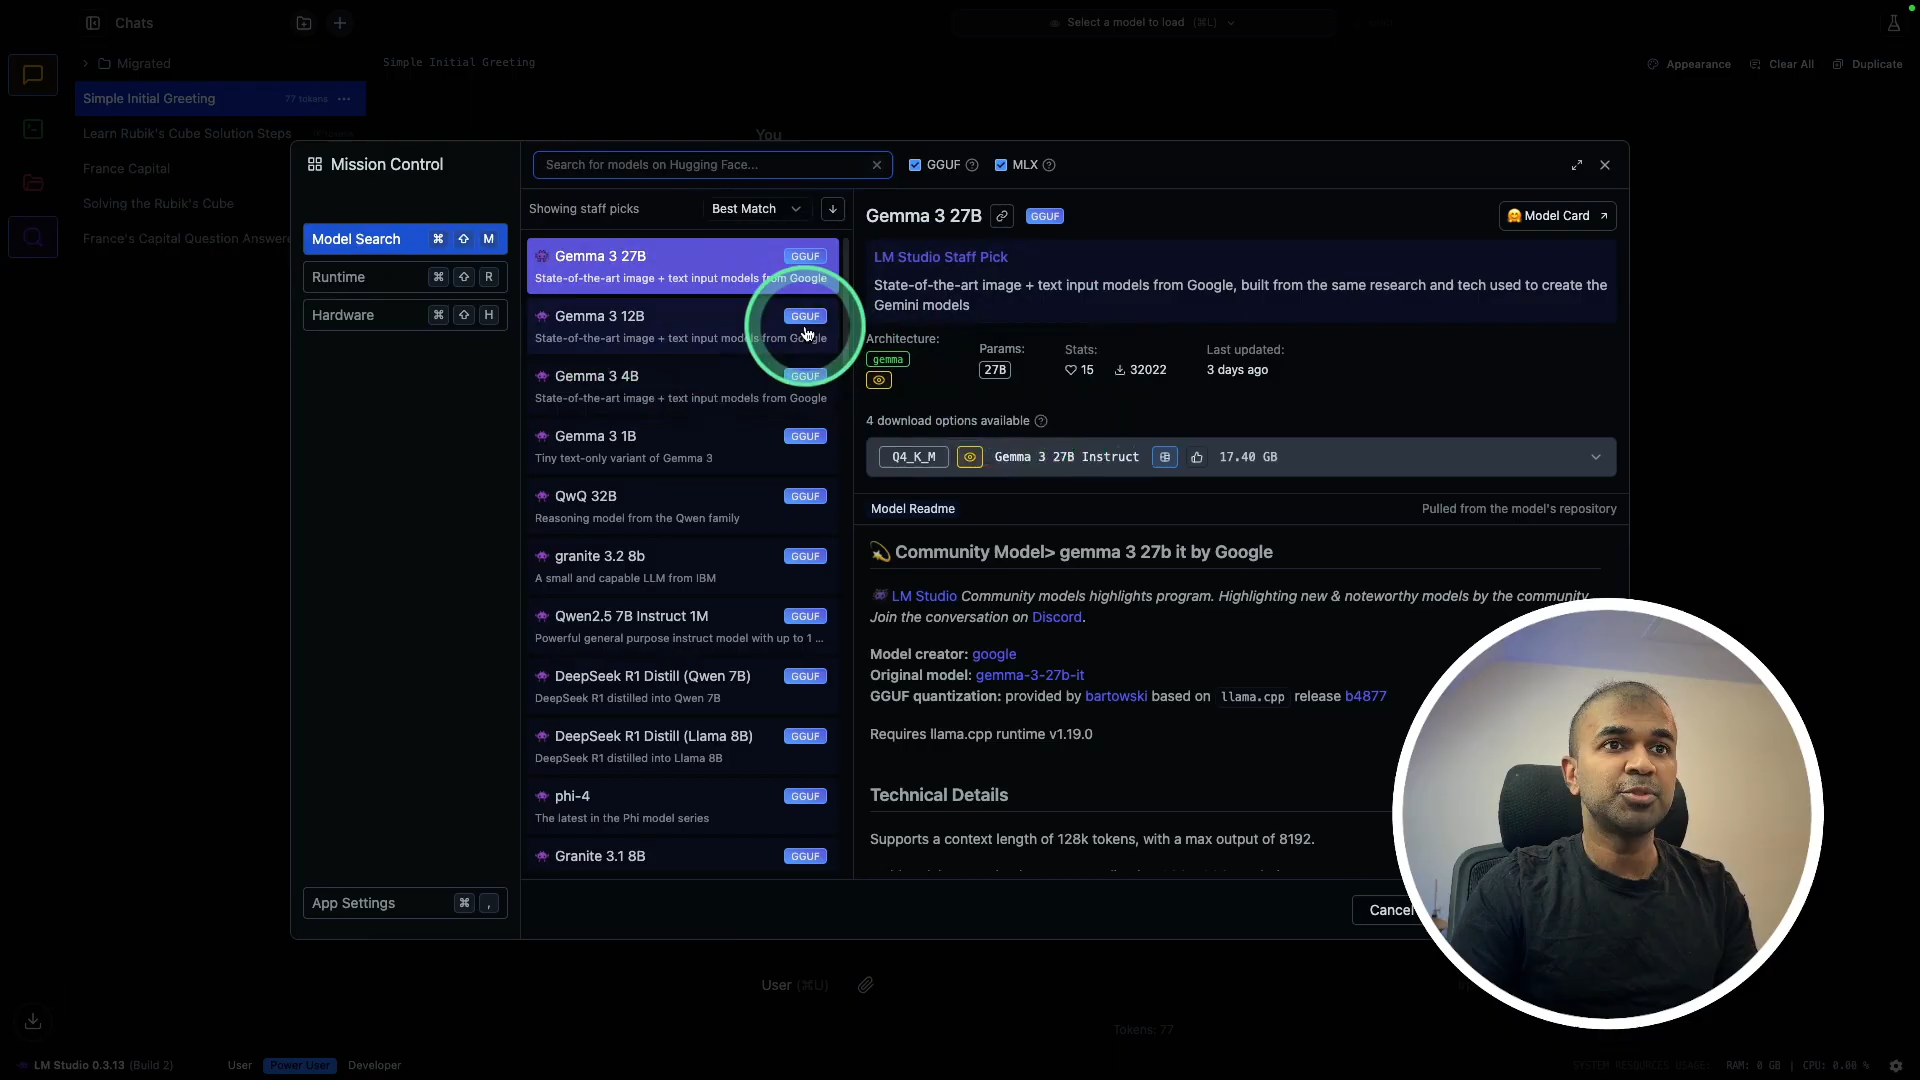 Chats
Select a model to load (⌘L)
Migrated
Simple Initial Greeting
Appearance
Clear All
Duplicate
Simple Initial Greeting 77 tokens
Learn Rubik's Cube Solution Steps
You
France Capital
Solving the Rubik's Cube
France's Capital Question Answere
Mission Control
Model Search ⌘ ⇧ M
Runtime ⌘ ⇧ R
Hardware ⌘ ⇧ H
App Settings ⌘ ,
Search for models on Hugging Face...
GGUF
MLX
Showing staff picks
Best Match
Gemma 3 27B GGUF
State-of-the-art image + text input models from Google
Gemma 3 12B GGUF
State-of-the-art image + text input models from Google
Gemma 3 4B GGUF
State-of-the-art image + text input models from Google
Gemma 3 1B GGUF
Tiny text-only variant of Gemma 3
QwQ 32B GGUF
Reasoning model from the Qwen family
granite 3.2 8b GGUF
A small and capable LLM from IBM
Qwen2.5 7B Instruct 1M GGUF
Powerful general purpose instruct model with up to 1 ...
DeepSeek R1 Distill (Qwen 7B) GGUF
DeepSeek R1 distilled into Qwen 7B
DeepSeek R1 Distill (Llama 8B) GGUF
DeepSeek R1 distilled into Llama 8B
phi-4 GGUF
The latest in the Phi model series
Granite 3.1 8B GGUF
Gemma 3 27B GGUF
Model Card
LM Studio Staff Pick
State-of-the-art image + text input models from Google, built from the same research and tech used to create the
Gemini models
Architecture:
gemma
Params:
27B
Stats:
15 32022
Last updated:
3 days ago
4 download options available
Q4_K_M Gemma 3 27B Instruct 17.40 GB
Model Readme
Pulled from the model's repository
Community Model> gemma 3 27b it by Google
LM Studio Community models highlights program. Highlighting new & noteworthy models by the community.
Join the conversation on Discord.
Model creator: google
Original model: gemma-3-27b-it
GGUF quantization: provided by bartowski based on llama.cpp release b4877
Requires llama.cpp runtime v1.19.0
Technical Details
Supports a context length of 128k tokens, with a max output of 8192.
Cancel
User (⌘U)
Tokens: 77
LM Studio 0.3.13 (Build 2)
User
Power User
Developer
SYSTEM RESOURCES USAGE: RAM: 0 GB | CPU: 0.00 %